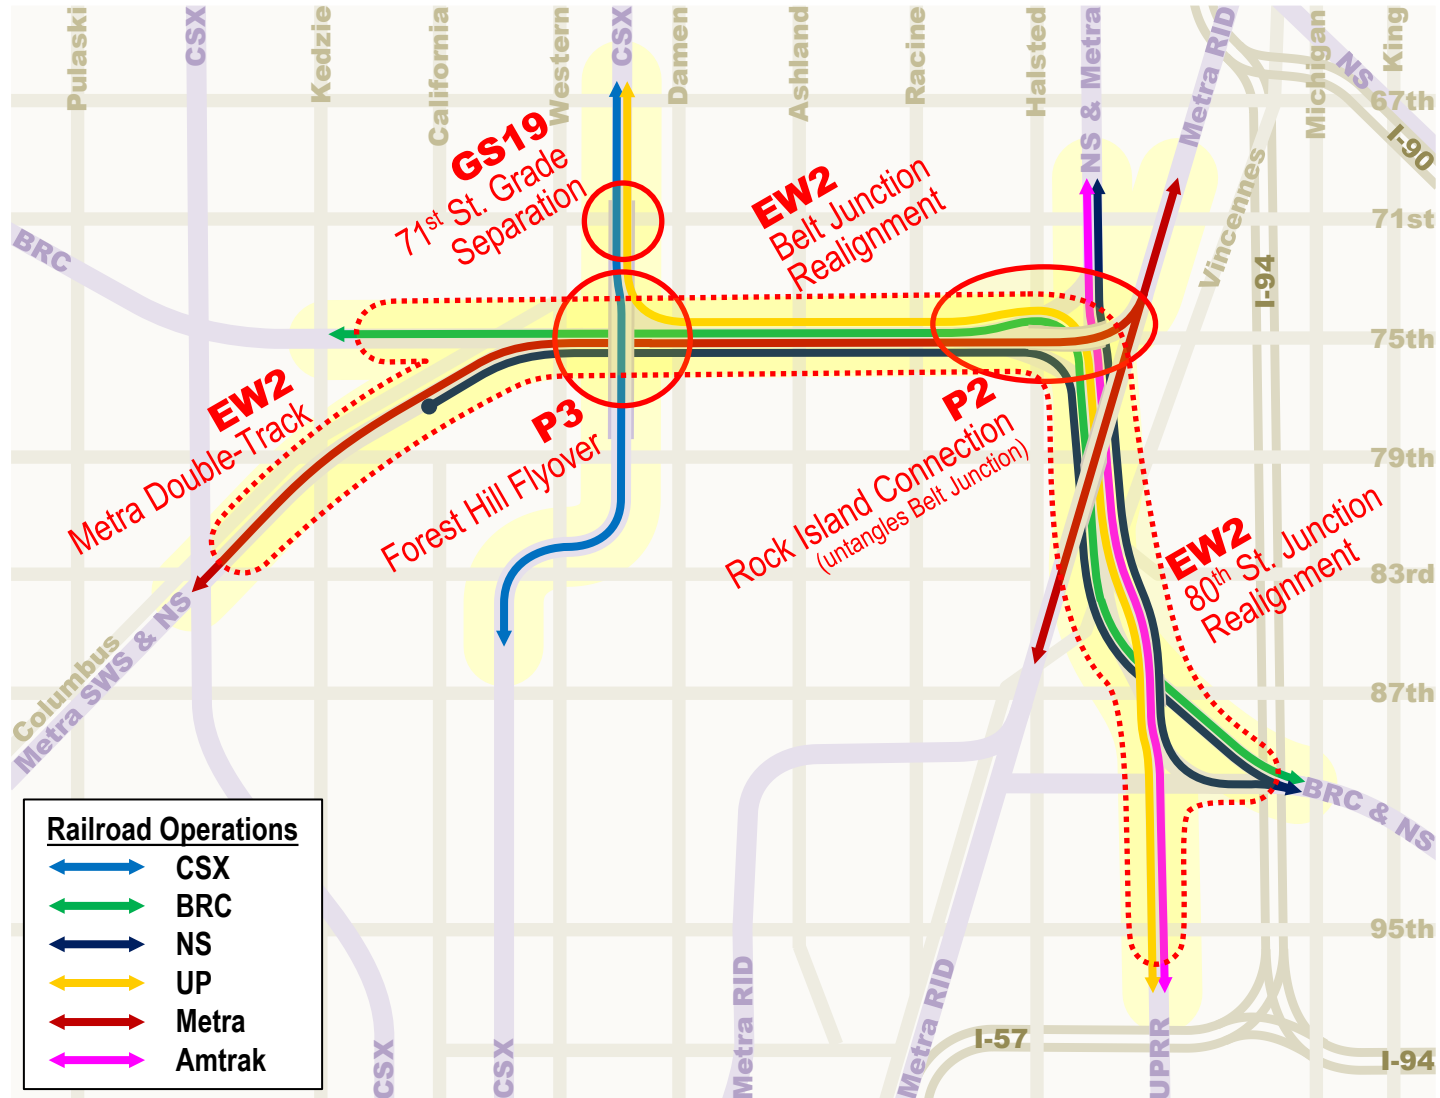 Pulaski
CSX
Kedzie
California
Western
CSX
Damen
Ashland
Racine
Halsted
NS & Metra
Metra RID
Michigan
NS
King
67th
I-90
GS19
71st St. Grade
Separation
EW2
Belt Junction
Realignment
Vincennes
71st
I-94
BRC
75th
EW2
Metra Double-Track
P3
Forest Hill Flyover
P2
Rock Island Connection
(untangles Belt Junction)
79th
EW2
80th St. Junction
Realignment
83rd
Columbus
Metra SWS & NS
87th
BRC & NS
95th
Railroad Operations
CSX
BRC
NS
UP
Metra
Amtrak
CSX
CSX
Metra RID
Metra RID
I-57
UPRR
I-94